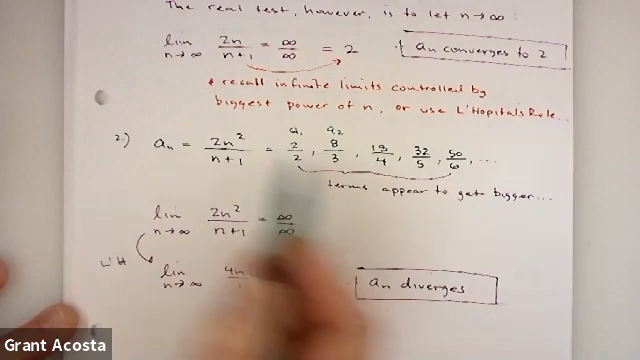 The real test, however, is to let n→∞ :
lim n→∞ 2n/n+1 = ∞/∞ = 2 ∴ an converges to 2
* recall infinite limits controlled by
biggest power of n, or use L'Hopital's Rule...
2.) an = 2n²/n+1 = 2/2, 8/3, 18/4, 32/5, 50/6, ...
a₁ a₂
terms appear to get bigger...
lim n→∞ 2n²/n+1 = ∞/∞
L'H lim n→∞ 4n
an diverges
Grant Acosta